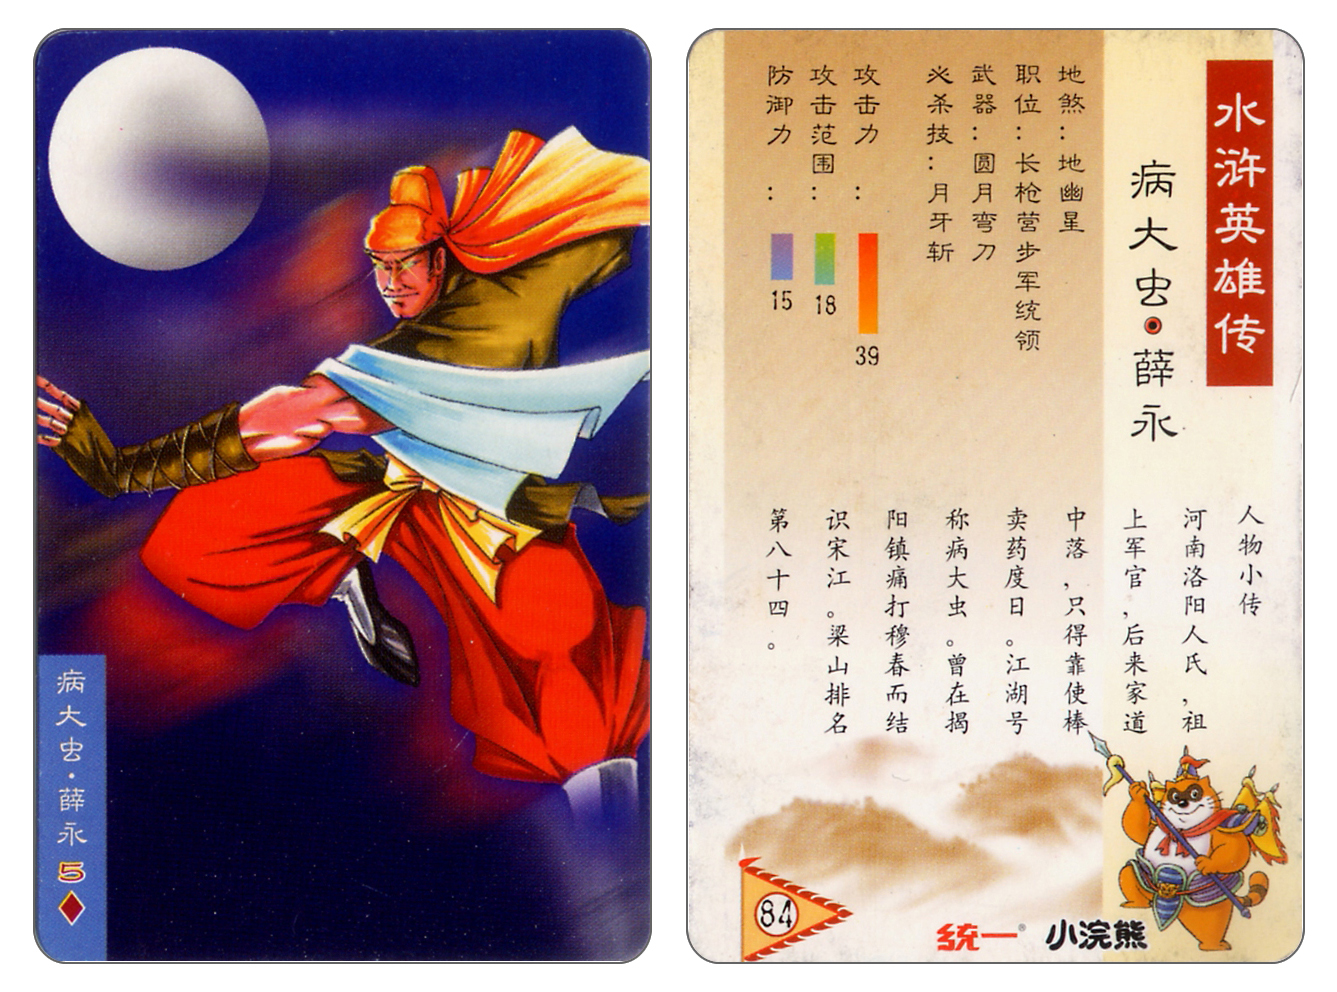 病大虫·薛永
5
水浒英雄传
病大虫·薛永
地煞：地幽星
职位：长枪营步军统领
武器：圆月弯刀
必杀技：月牙斩
攻击力：39
攻击范围：18
防御力：15
人物小传
河南洛阳人氏,祖
上军官,后来家道
中落,只得靠使棒
卖药度日。江湖号
称病大虫。曾在揭
阳镇痛打穆春而结
识宋江。梁山排名
第八十四。
84
统一® 小浣熊